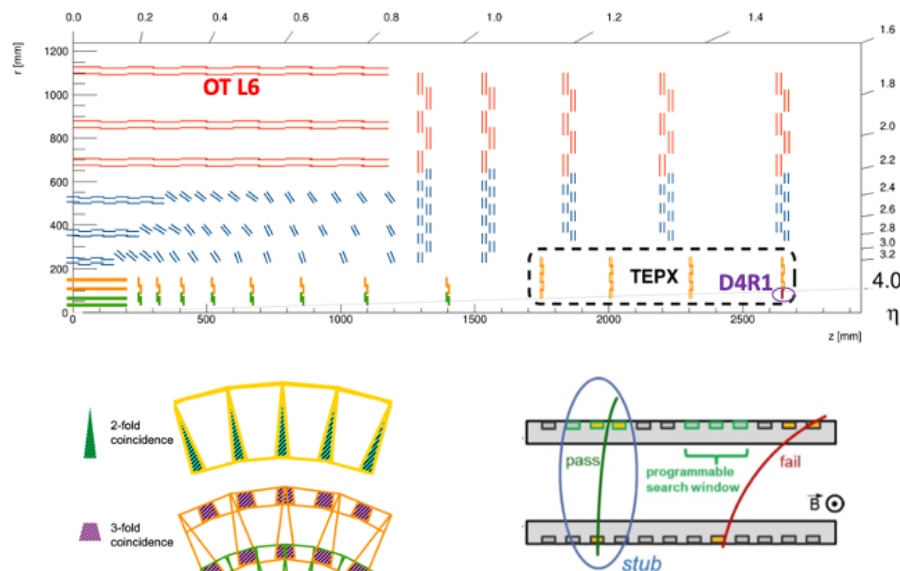 0.0 0.2 0.4 0.6 0.8 1.0 1.2 1.4 1.6
r [mm]
1200
1000
800
600
400
200
0
OT L6
1.8
2.0
2.2
2.4
2.6
2.8
3.0
3.2
4.0
η
TEPX
D4R1
0 500 1000 1500 2000 2500
z [mm]
2-fold
coincidence
3-fold
coincidence
pass
programmable
search window
fail
B
stub